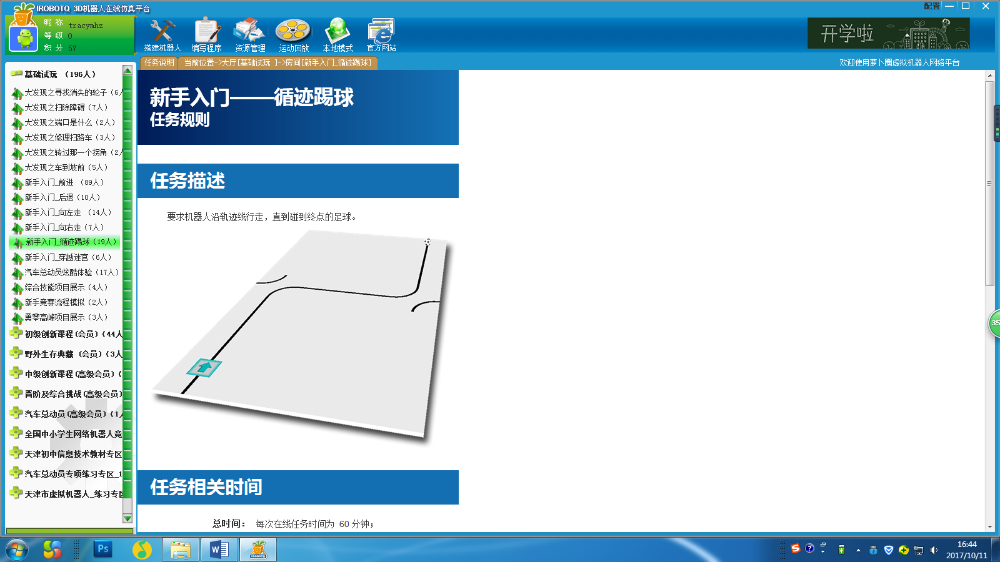 IROBOTQ 3D机器人在线仿真平台
配置
昵 称 tracymhz
等 级 0
积 分 57
搭建机器人
编写程序
资源管理
运动回放
本地模式
官方网站
开学啦
任务说明
当前位置->大厅[基础试玩 ]->房间[新手入门_循迹踢球]
欢迎使用萝卜圈虚拟机器人网络平台
基础试玩 （196人）
大发现之寻找消失的轮子（6人
大发现之扫除障碍（7人）
大发现之端口是什么（2人）
大发现之修理扫路车（3人）
大发现之转过那一个拐角（2人
大发现之车到坡前（5人）
新手入门_前进 （89人）
新手入门_后退（10人）
新手入门_向左走 （14人）
新手入门_向右走（7人）
新手入门_循迹踢球（19人）
新手入门_穿越迷宫（6人）
汽车总动员炫酷体验（17人）
综合技能项目展示（4人）
新手竞赛流程模拟（2人）
勇攀高峰项目展示（3人）
初级创新课程(会员)（44人
野外生存典藏 (会员)（3人
中级创新课程(高级会员)（
晋阶及综合挑战(高级会员)
汽车总动员(高级会员)（1人
全国中小学生网络机器人竞
天津初中信息技术教材专区
汽车总动员专项练习专区_1
天津市虚拟机器人_练习专区
新手入门——循迹踢球
任务规则
任务描述
要求机器人沿轨迹线行走，直到碰到终点的足球。
任务相关时间
总时间： 每次在线任务时间为 60 分钟；
35
Ps
W
IROBOTQ
S
16:44
2017/10/11